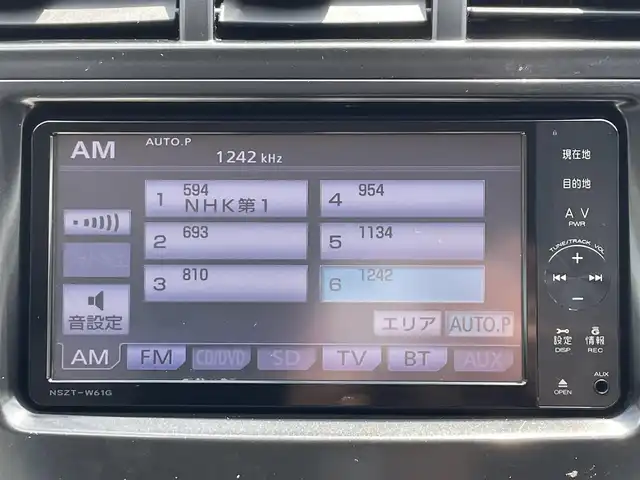 AM
AUTO.P
1242 kHz
1 594 NHK第1
2 693
3 810
4 954
5 1134
6 1242
音設定
エリア
AUTO.P
AM
FM
CD/DVD
SD
TV
BT
AUX
NSZT-W61G
現在地
目的地
AV
PWR
TUNE/TRACK VOL
設定
DISP
情報
REC
OPEN
AUX